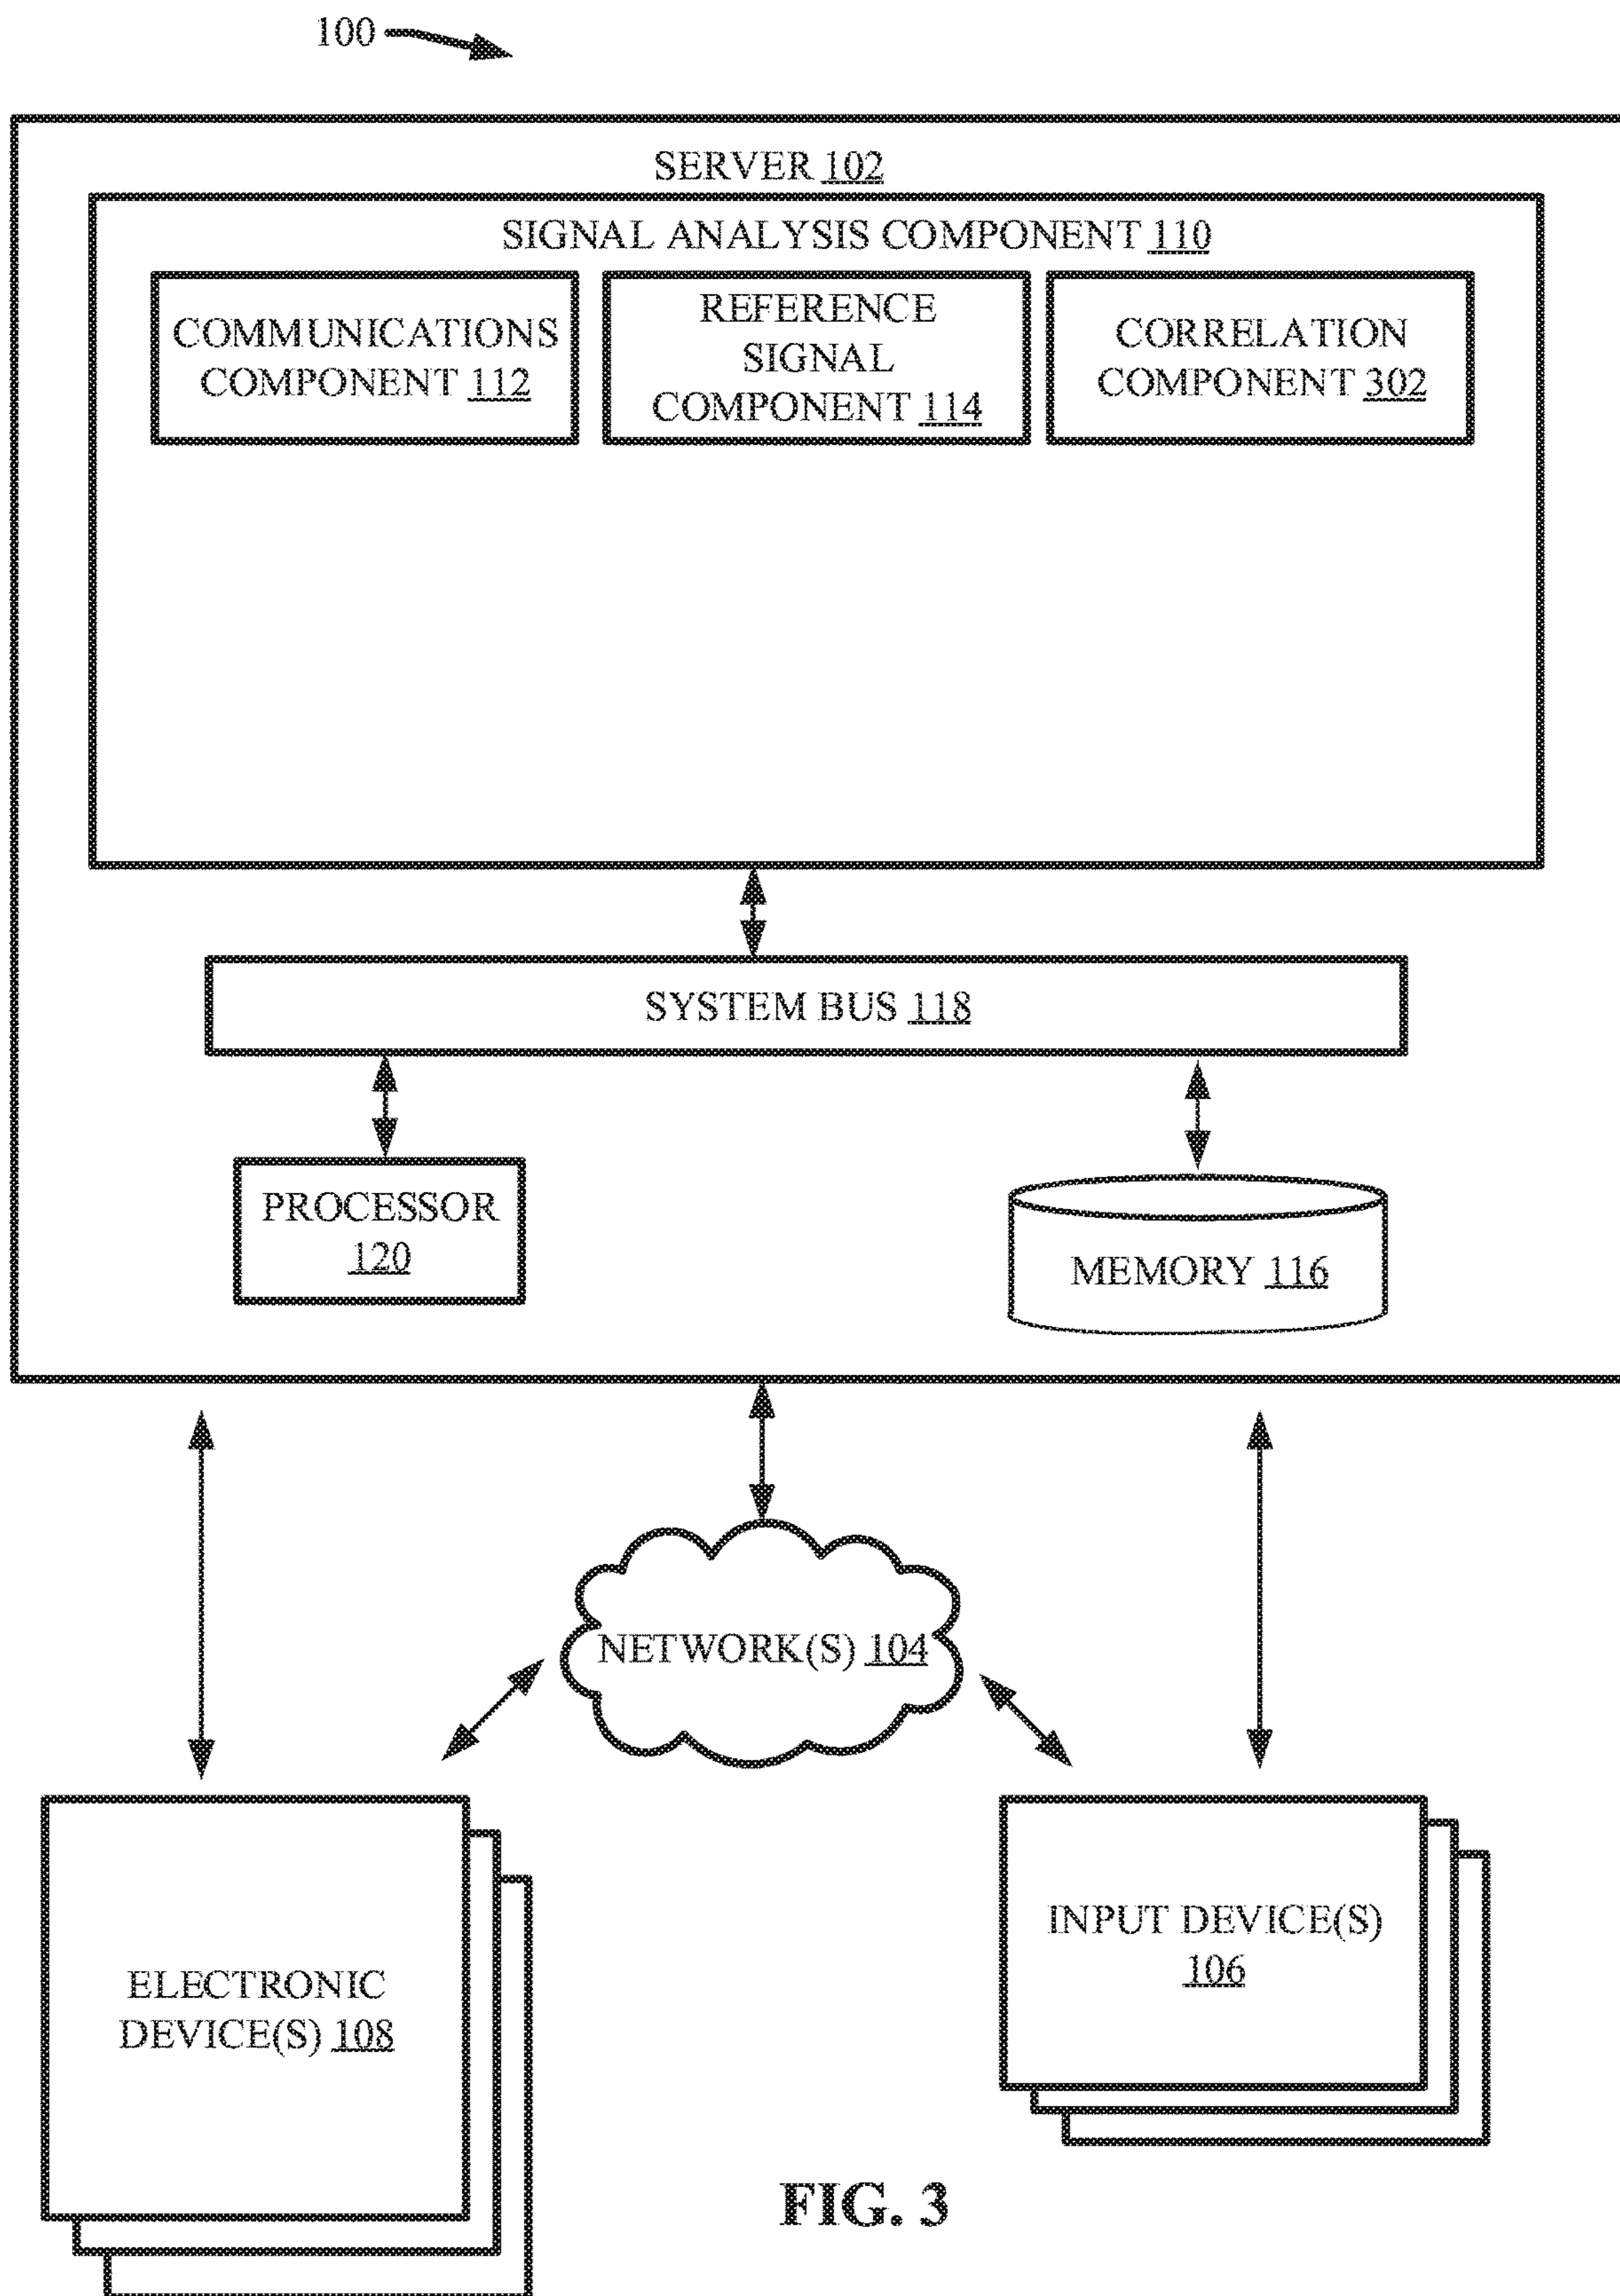 100
SERVER 102
SIGNAL ANALYSIS COMPONENT 110
COMMUNICATIONS
COMPONENT 112
REFERENCE
SIGNAL
COMPONENT 114
CORRELATION
COMPONENT 302
SYSTEM BUS 118
PROCESSOR
120
MEMORY 116
NETWORK(S) 104
ELECTRONIC
DEVICE(S) 108
INPUT DEVICE(S)
106
FIG. 3